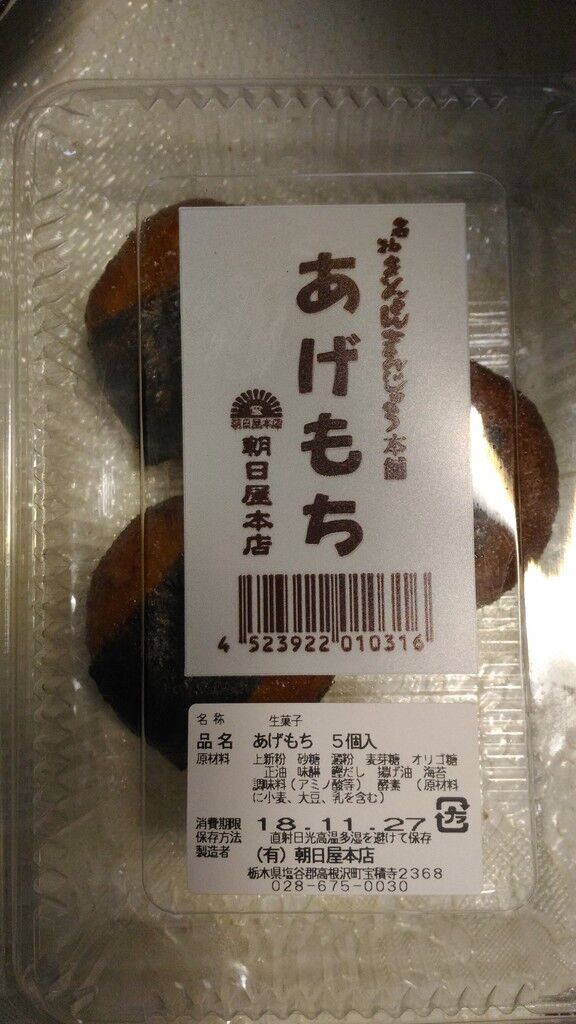 名物 ちゃんぽんまんじゅう本舗
あげもち
朝日屋本店
朝日屋本店
4 523922 010316
名称 生菓子
品名 あげもち 5個入
原材料 上新粉 砂糖 澱粉 麦芽糖 オリゴ糖
正油 味醂 鰹だし 揚げ油 海苔
調味料(アミノ酸等) 酵素 (原材料
に小麦、大豆、乳を含む)
消費期限 18.11.27
プラ
保存方法 直射日光高温多湿を避けて保存
製造者 (有)朝日屋本店
栃木県塩谷郡高根沢町宝積寺2368
028-675-0030